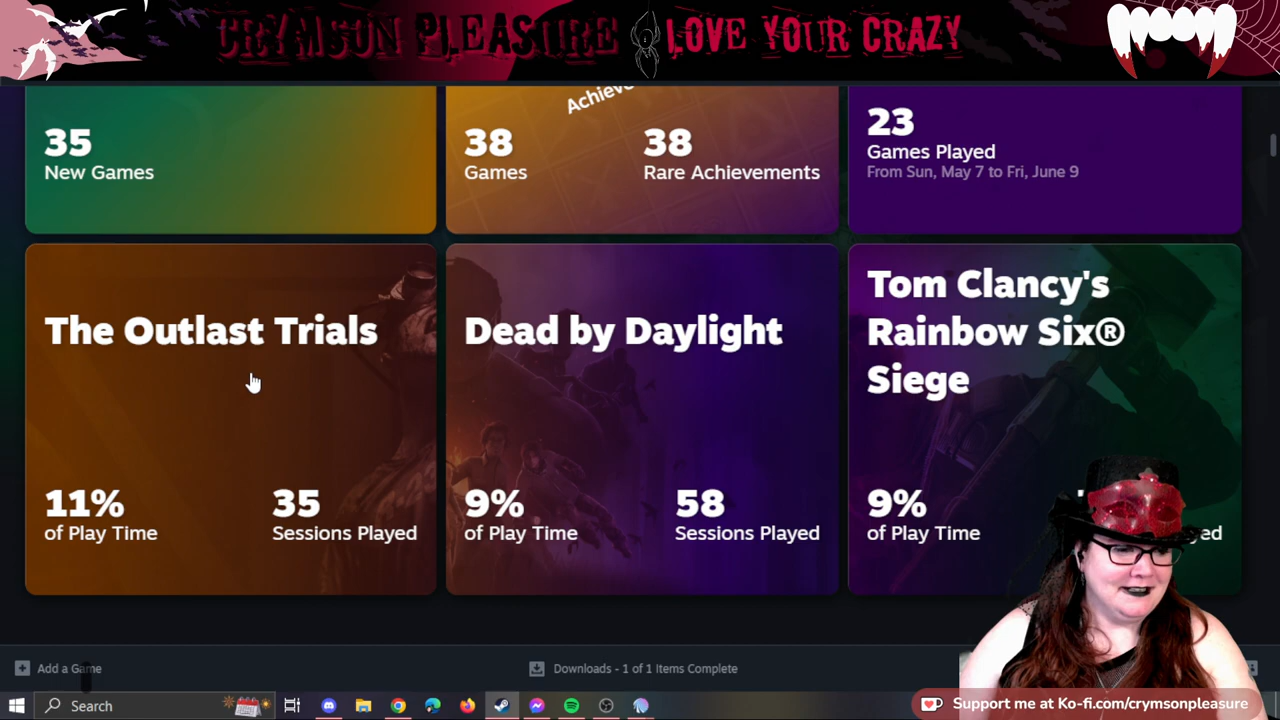 CRYMSON PLEASURE LOVE YOUR CRAZY
Achieve
35
New Games
38
Games
38
Rare Achievements
23
Games Played
From Sun, May 7 to Fri, June 9
The Outlast Trials
11%
of Play Time
35
Sessions Played
Dead by Daylight
9%
of Play Time
58
Sessions Played
Tom Clancy's
Rainbow Six®
Siege
9%
of Play Time
Add a Game
Downloads - 1 of 1 Items Complete
Search
Support me at Ko-fi.com/crymsonpleasure